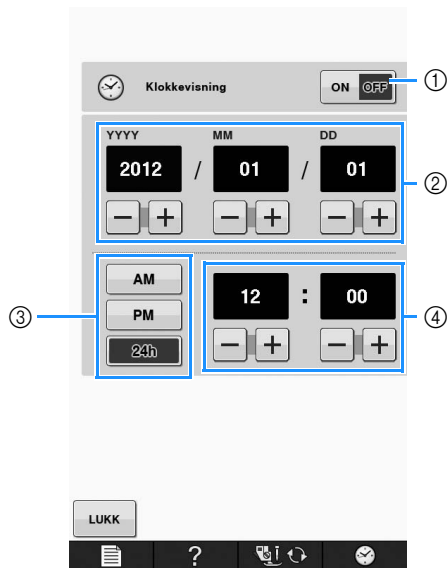 Klokkevisning ON OFF ①
YYYY MM DD
2012 / 01 / 01 ②
− + − + − +
AM
PM
24h
③
12 : 00 ④
− + − +
LUKK
?